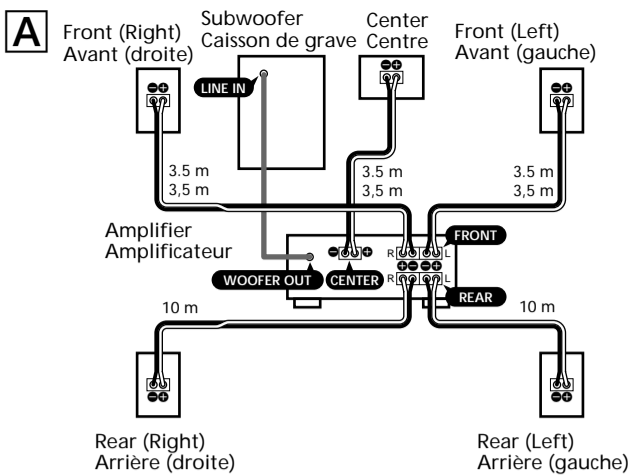 A
Front (Right)
Avant (droite)
Subwoofer
Caisson de grave
Center
Centre
Front (Left)
Avant (gauche)
LINE IN
3.5 m
3,5 m
3.5 m
3,5 m
3.5 m
3,5 m
Amplifier
Amplificateur
R
L
FRONT
WOOFER OUT
CENTER
R
L
REAR
10 m
10 m
Rear (Right)
Arrière (droite)
Rear (Left)
Arrière (gauche)